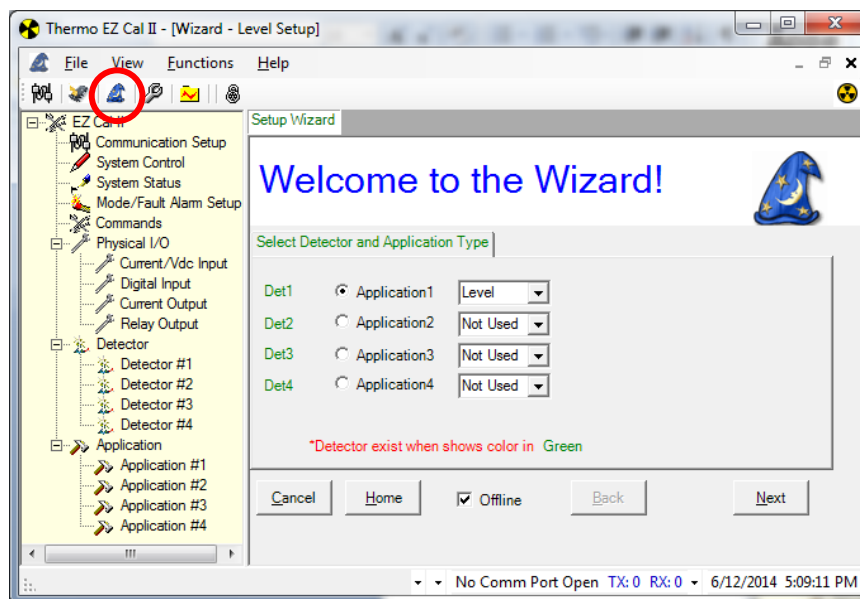 Thermo EZ Cal II - [Wizard - Level Setup]
File View Functions Help
EZ Cal II
Communication Setup
System Control
System Status
Mode/Fault Alarm Setup
Commands
Physical I/O
Current/Vdc Input
Digital Input
Current Output
Relay Output
Detector
Detector #1
Detector #2
Detector #3
Detector #4
Application
Application #1
Application #2
Application #3
Application #4
Setup Wizard
Welcome to the Wizard!
Select Detector and Application Type
Det1 Application1 Level
Det2 Application2 Not Used
Det3 Application3 Not Used
Det4 Application4 Not Used
*Detector exist when shows color in Green
Cancel Home Offline Back Next
No Comm Port Open TX: 0 RX: 0 6/12/2014 5:09:11 PM